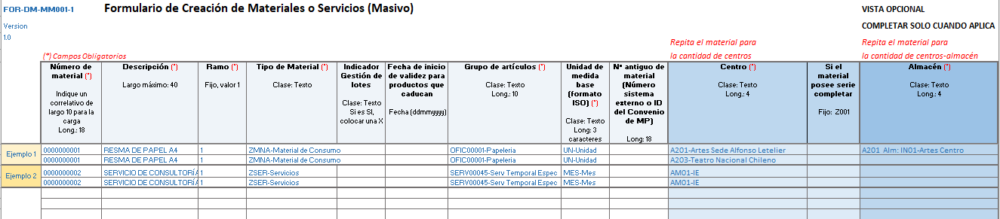 FOR-DM-MM001-1
Formulario de Creación de Materiales o Servicios (Masivo)
VISTA OPCIONAL
Version
COMPLETAR SOLO CUANDO APLICA
1.0
Repita el material para
la cantidad de centros
Repita el material para
la cantidad de centros-almacén
(*) Campos Obligatorios
Número de
material (*)
Indique un
correlativo de
largo 10 para la
carga
Long.: 18
Descripción (*)
Largo máximo: 40
Ramo (*)
Fijo, valor 1
Tipo de Material (*)
Clase: Texto
Indicador
Gestión de
lotes
Clase: Texto
Si es SI,
colocar una X
Fecha de inicio
de validez para
productos que
caducan
Fecha (ddmmyyyy)
Grupo de artículos (*)
Clase: Texto
Long.: 10
Unidad de
medida
base
(formato
ISO) (*)
Clase: Texto
Long: 3
caracteres
Nº antiguo de
material
(Número
sistema
externo o ID
del Convenio
de MP)
Long: 18
Centro (*)
Clase: Texto
Long.: 4
Si el
material
posee serie
completar
Fijo: Z001
Almacén (*)
Clase: Texto
Long.: 4
Ejemplo 1
0000000001 RESMA DE PAPEL A4 1 ZMNA-Material de Consumo OFIC00001-Papeleria UN-Unidad A201-Artes Sede Alfonso Letelier A201 Alm: IN01-Artes Centro
0000000001 RESMA DE PAPEL A4 1 ZMNA-Material de Consumo OFIC00001-Papeleria UN-Unidad A203-Teatro Nacional Chileno
Ejemplo 2
0000000002 SERVICIO DE CONSULTORÍA 1 ZSER-Servicios SERV00045-Serv Temporal Espec MES-Mes AM01-IE
0000000002 SERVICIO DE CONSULTORÍA 1 ZSER-Servicios SERV00045-Serv Temporal Espec MES-Mes AM01-IE